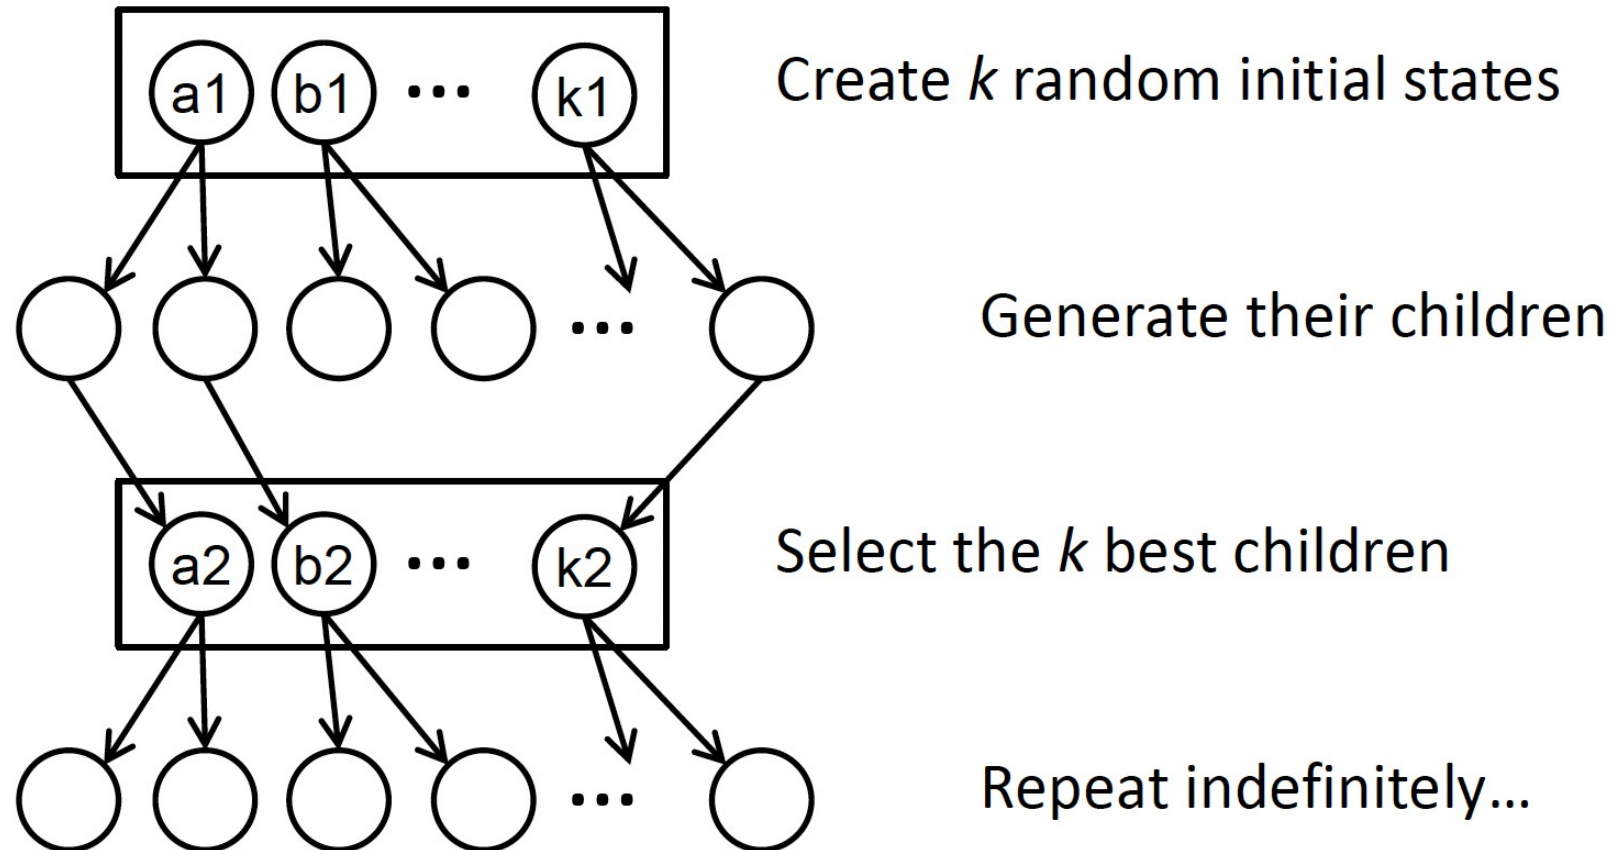 a1 b1 ... k1 Create k random initial states
... Generate their children
a2 b2 ... k2 Select the k best children
... Repeat indefinitely...